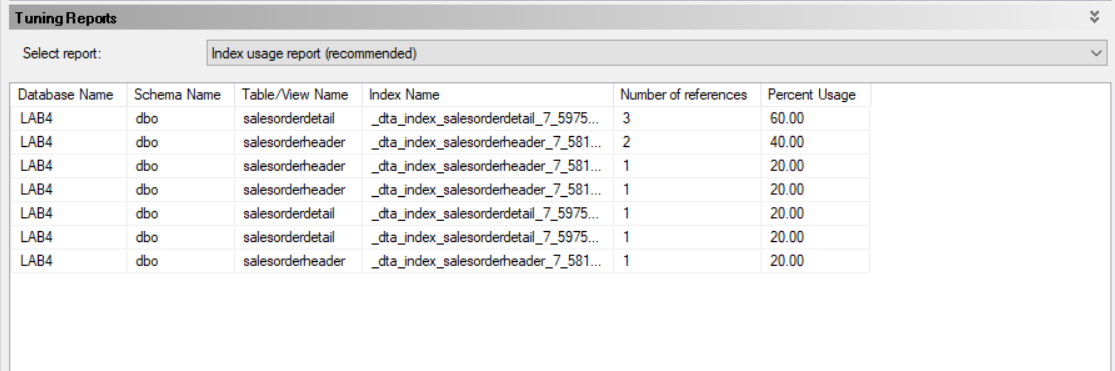 Tuning Reports
Select report: Index usage report (recommended)
Database Name Schema Name Table/View Name Index Name Number of references Percent Usage
LAB4 dbo salesorderdetail _dta_index_salesorderdetail_7_5975... 3 60.00
LAB4 dbo salesorderheader _dta_index_salesorderheader_7_581... 2 40.00
LAB4 dbo salesorderheader _dta_index_salesorderheader_7_581... 1 20.00
LAB4 dbo salesorderheader _dta_index_salesorderheader_7_581... 1 20.00
LAB4 dbo salesorderdetail _dta_index_salesorderdetail_7_5975... 1 20.00
LAB4 dbo salesorderdetail _dta_index_salesorderdetail_7_5975... 1 20.00
LAB4 dbo salesorderheader _dta_index_salesorderheader_7_581... 1 20.00